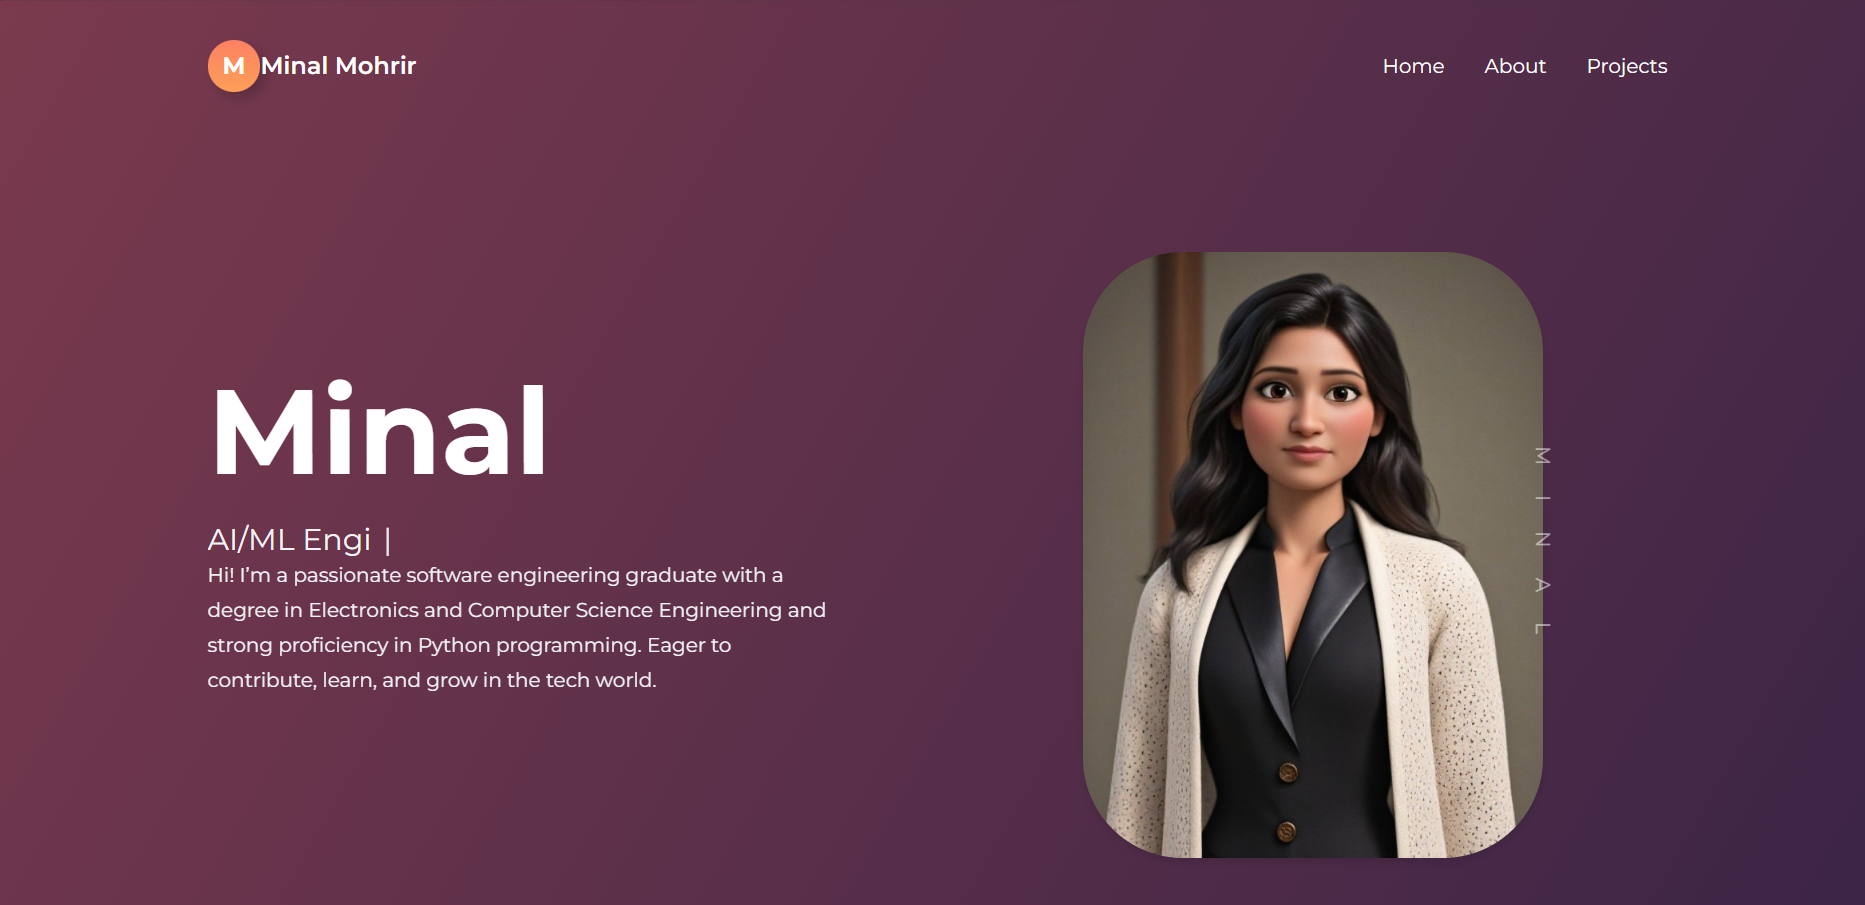 M Minal Mohrir
Home About Projects
Minal
AI/ML Engi |
Hi! I’m a passionate software engineering graduate with a
degree in Electronics and Computer Science Engineering and
strong proficiency in Python programming. Eager to
contribute, learn, and grow in the tech world.
MINAL